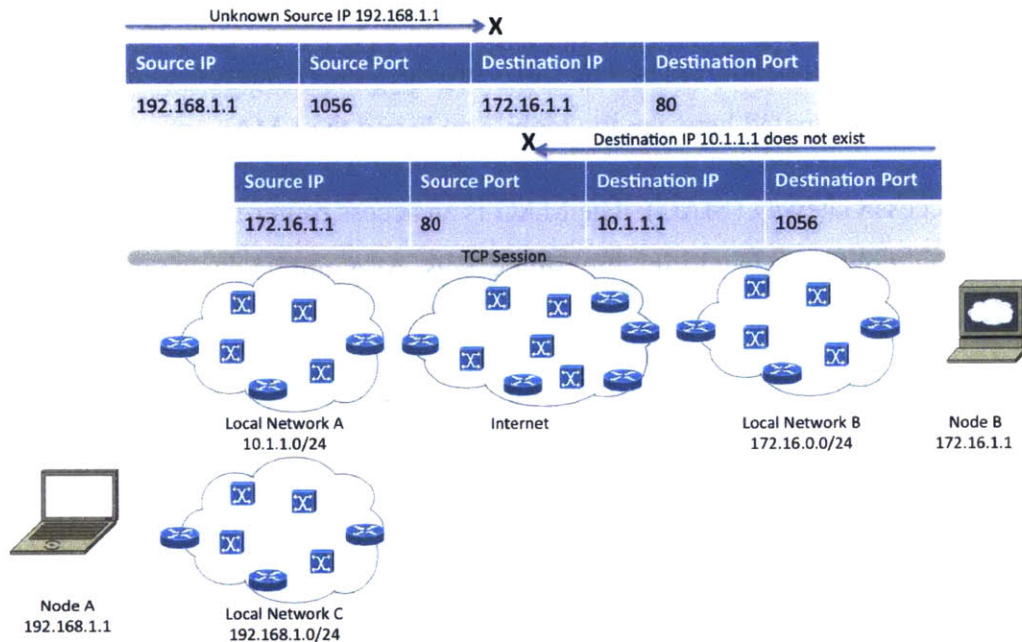 Unknown Source IP 192.168.1.1
X
Source IP Source Port Destination IP Destination Port
192.168.1.1 1056 172.16.1.1 80
X
Destination IP 10.1.1.1 does not exist
Source IP Source Port Destination IP Destination Port
172.16.1.1 80 10.1.1.1 1056
TCP Session
Local Network A
10.1.1.0/24
Internet
Local Network B
172.16.0.0/24
Node B
172.16.1.1
Node A
192.168.1.1
Local Network C
192.168.1.0/24